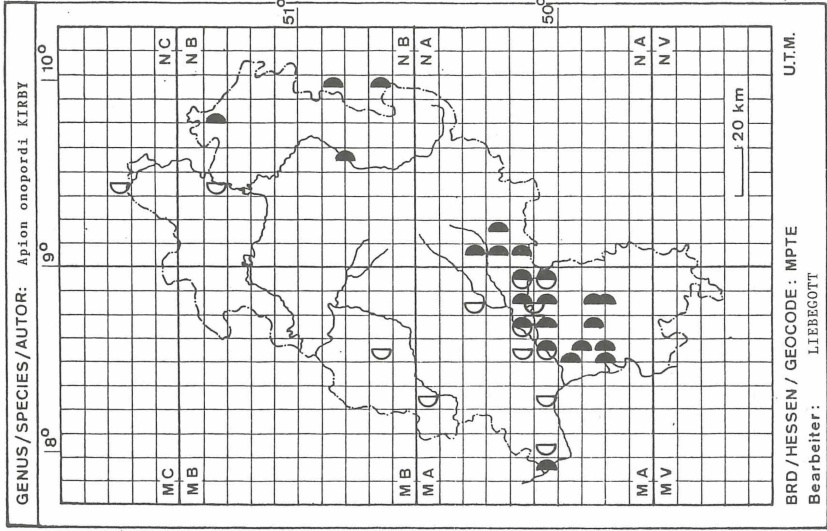 GENUS/SPECIES/AUTOR: Apion onopordi KIRBY
8° 9° 10°
MC NC
MB NB
51
MB NB
MA NA
50°
MA NA
MV NV
20 km
BRD/HESSEN/GEOCODE: MPTE U.T.M.
Bearbeiter: LIEBEGOTT